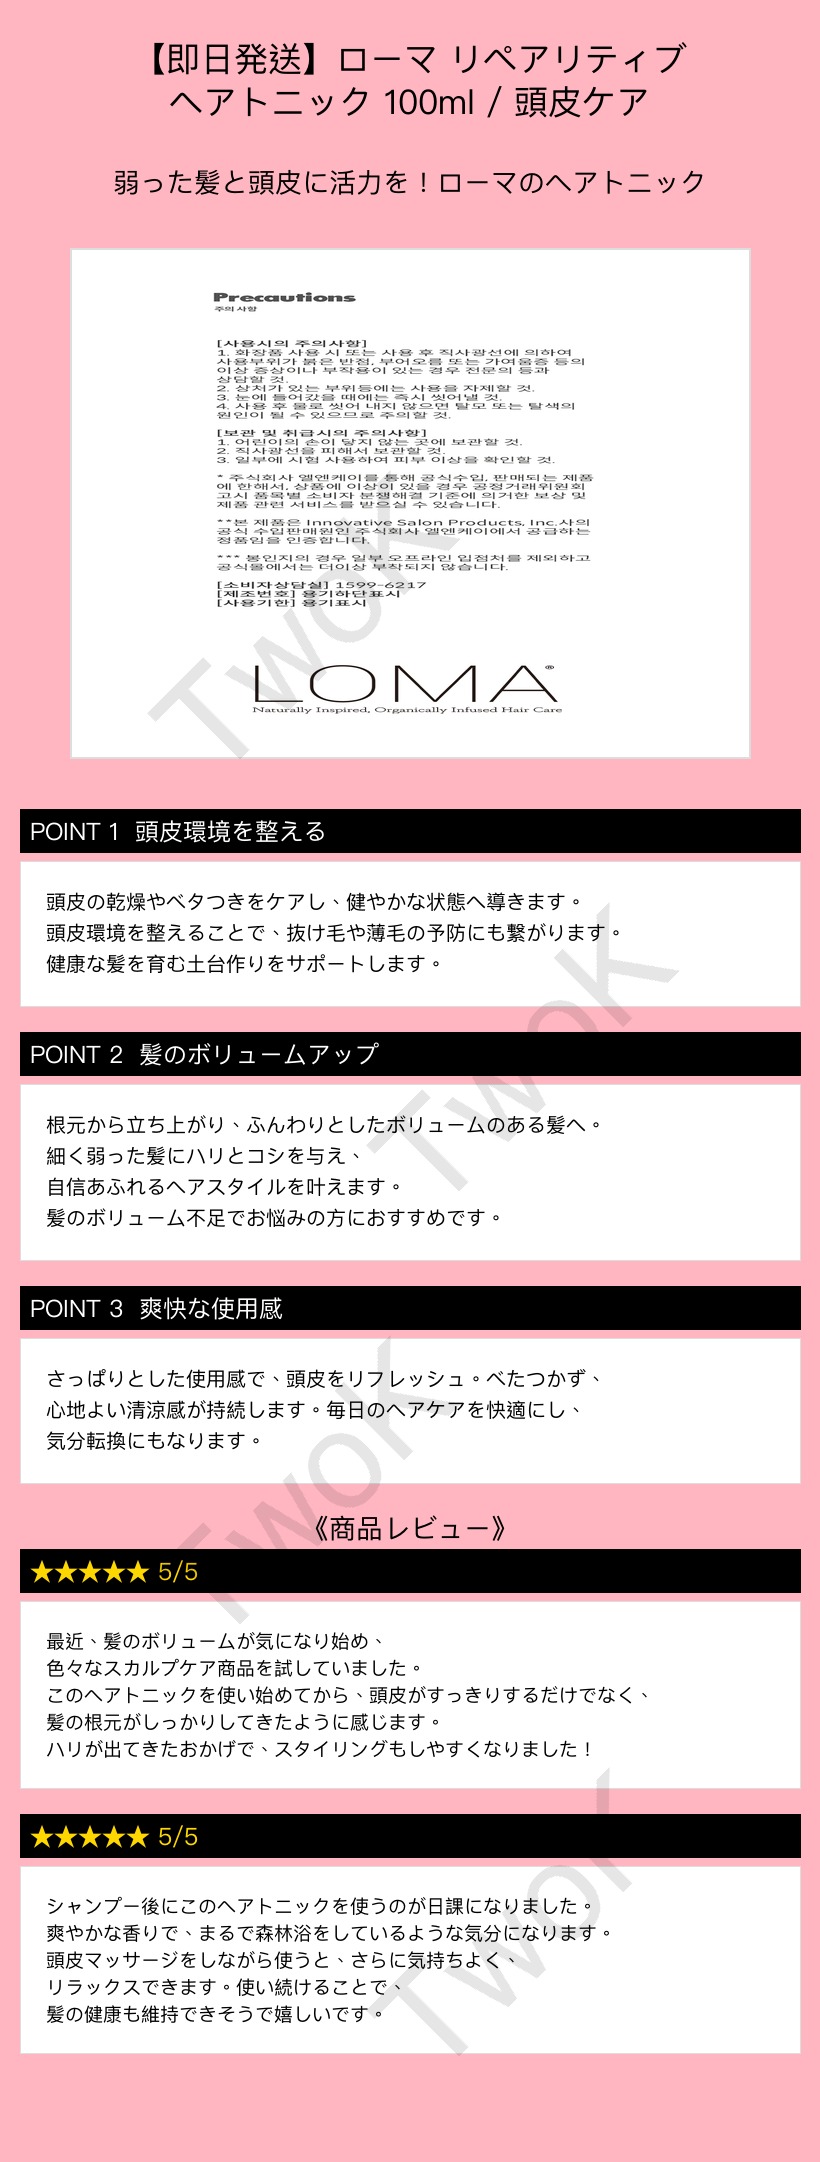 【即日発送】ローマ リペアリティブ
ヘアトニック 100ml / 頭皮ケア
弱った髪と頭皮に活力を！ローマのヘアトニック
Precautions
주의 사항
[사용시의 주의사항]
1. 화장품 사용 시 또는 사용 후 직사광선에 의하여
사용부위가 붉은 반점, 부어오름 또는 가여움증 등의
이상 증상이나 부작용이 있는 경우 전문의 등과
상담할 것.
2. 상처가 있는 부위등에는 사용을 자제할 것.
3. 눈에 들어갔을 때에는 즉시 씻어낼 것.
4. 사용 후 물로 씻어 내지 않으면 탈모 또는 탈색의
원인이 될 수 있으므로 주의할 것.
[보관 및 취급시의 주의사항]
1. 어린이의 손이 닿지 않는 곳에 보관할 것.
2. 직사광선을 피해서 보관할 것.
3. 일부에 시험 사용하여 피부 이상을 확인할 것.
* 주식회사 엘엔케이를 통해 공식수입, 판매되는 제품
에 한해서, 상품에 이상이 있을 경우 공정거래위원회
고시 품목별 소비자 분쟁해결 기준에 의거한 보상 및
제품 관련 서비스를 받으실 수 있습니다.
**본 제품은 Innovative Salon Products, Inc.사의
공식 수입판매원인 주식회사 엘엔케이에서 공급하는
정품임을 인증합니다.
*** 봉인지의 경우 일부 오프라인 입점처를 제외하고
공식몰에서는 더이상 부착되지 않습니다.
[소비자상담실] 1599-6217
[제조번호] 용기하단표시
[사용기한] 용기표시
LOMA®
Naturally Inspired, Organically Infused Hair Care
TwoK
POINT 1 頭皮環境を整える
頭皮の乾燥やベタつきをケアし、健やかな状態へ導きます。
頭皮環境を整えることで、抜け毛や薄毛の予防にも繋がります。
健康な髪を育む土台作りをサポートします。
TwoK
POINT 2 髪のボリュームアップ
根元から立ち上がり、ふんわりとしたボリュームのある髪へ。
細く弱った髪にハリとコシを与え、
自信あふれるヘアスタイルを叶えます。
髪のボリューム不足でお悩みの方におすすめです。
POINT 3 爽快な使用感
さっぱりとした使用感で、頭皮をリフレッシュ。べたつかず、
心地よい清涼感が持続します。毎日のヘアケアを快適にし、
気分転換にもなります。
TwoK
《商品レビュー》
★★★★★ 5/5
最近、髪のボリュームが気になり始め、
色々なスカルプケア商品を試していました。
このヘアトニックを使い始めてから、頭皮がすっきりするだけでなく、
髪の根元がしっかりしてきたように感じます。
ハリが出てきたおかげで、スタイリングもしやすくなりました！
★★★★★ 5/5
シャンプー後にこのヘアトニックを使うのが日課になりました。
爽やかな香りで、まるで森林浴をしているような気分になります。
頭皮マッサージをしながら使うと、さらに気持ちよく、
リラックスできます。使い続けることで、
髪の健康も維持できそうで嬉しいです。
TwoK